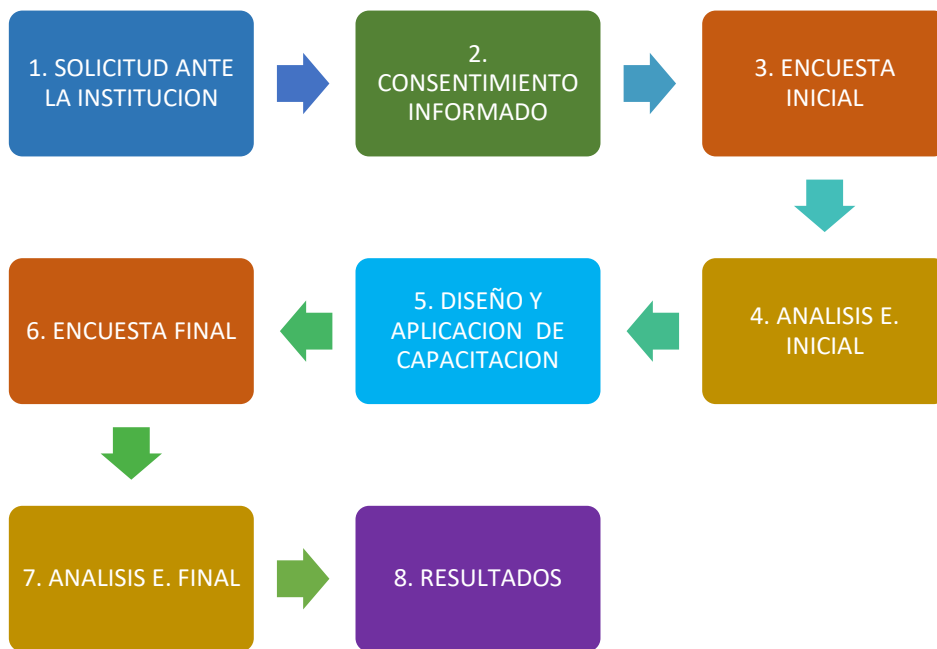 1. SOLICITUD ANTE
LA INSTITUCION
2.
CONSENTIMIENTO
INFORMADO
3. ENCUESTA
INICIAL
4. ANALISIS E.
INICIAL
5. DISEÑO Y
APLICACION DE
CAPACITACION
6. ENCUESTA FINAL
7. ANALISIS E. FINAL
8. RESULTADOS